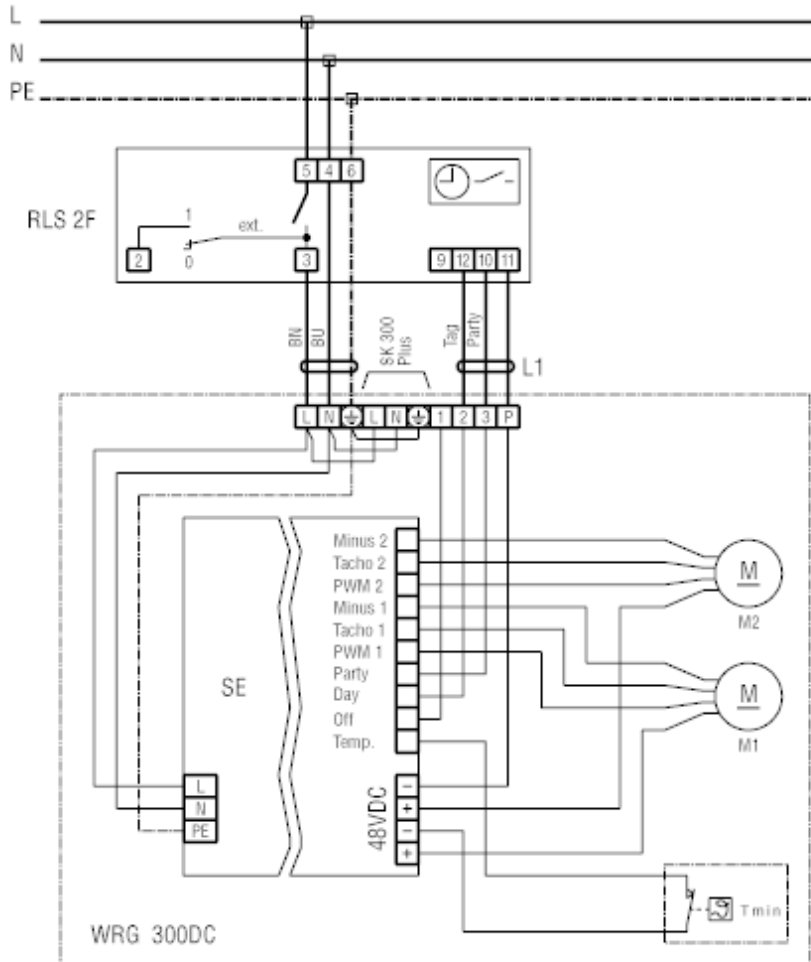 L
N
PE
5 4 6
RLS 2F
1
ext.
2
0
3
9 12 10 11
BN
BU
SK 300
Plus
Tag
Party
L1
L N L N 1 2 3 P
Minus 2
Tacho 2
PWM 2
Minus 1
Tacho 1
PWM 1
Party
Day
Off
Temp.
M
M2
M
M1
SE
L
N
PE
48VDC
−
+
−
+
Tmin
WRG 300DC